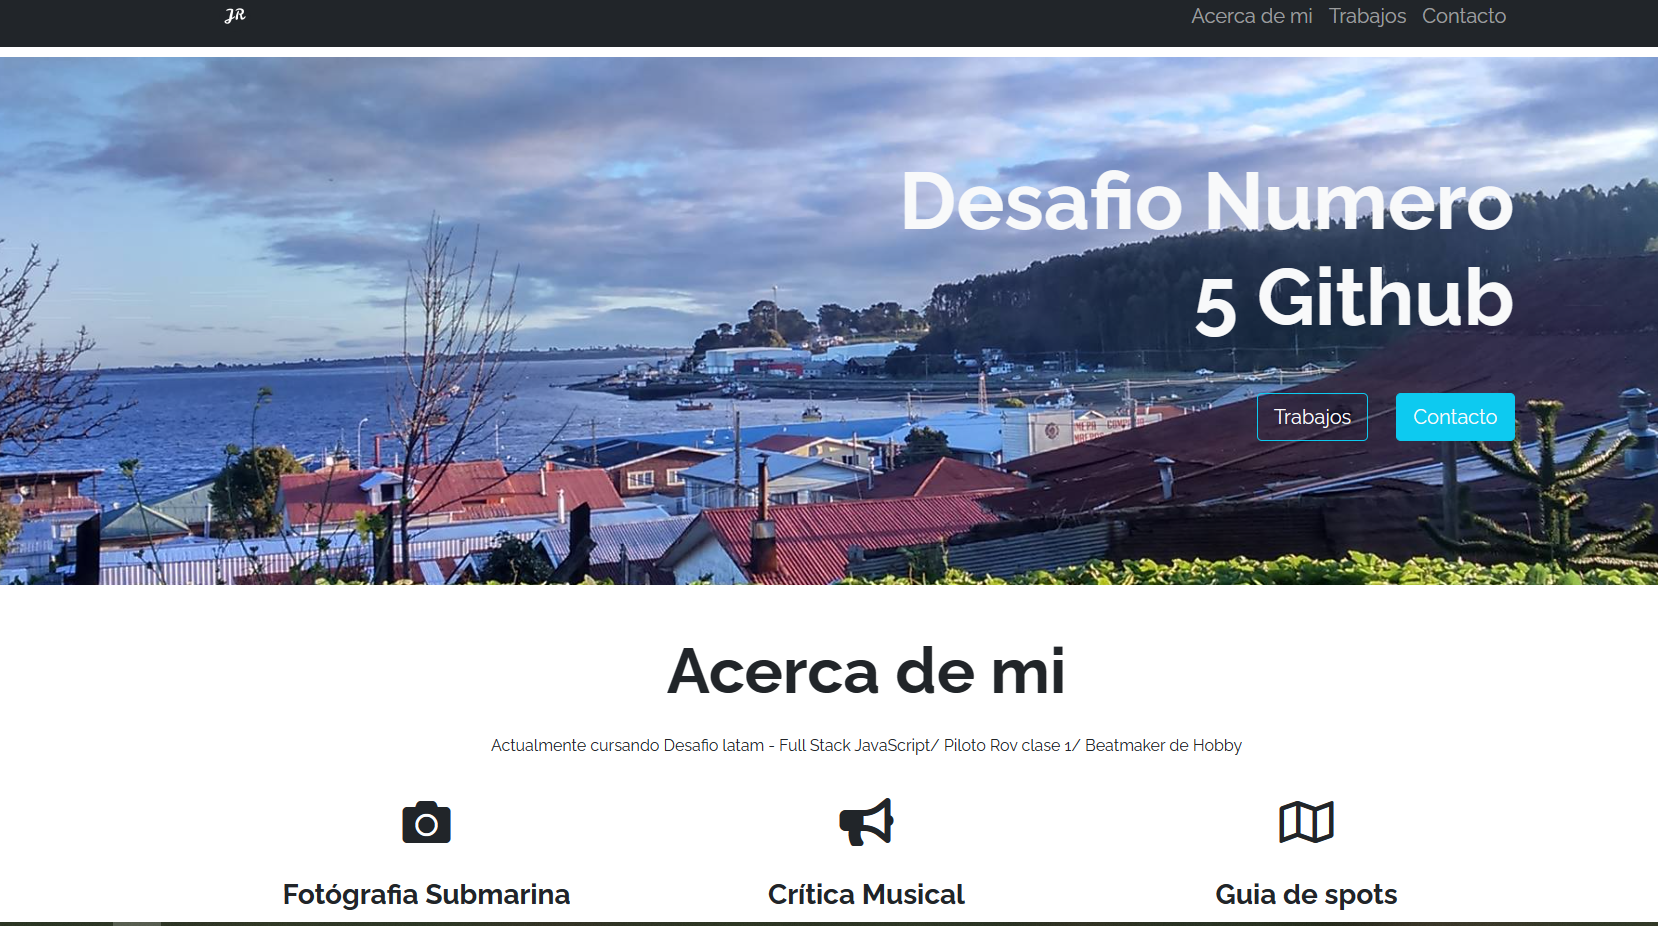 JR
Acerca de mi Trabajos Contacto
Desafio Numero
5 Github
Trabajos Contacto
Acerca de mi
Actualmente cursando Desafio latam - Full Stack JavaScript/ Piloto Rov clase 1/ Beatmaker de Hobby
Fotógrafia Submarina Crítica Musical Guia de spots